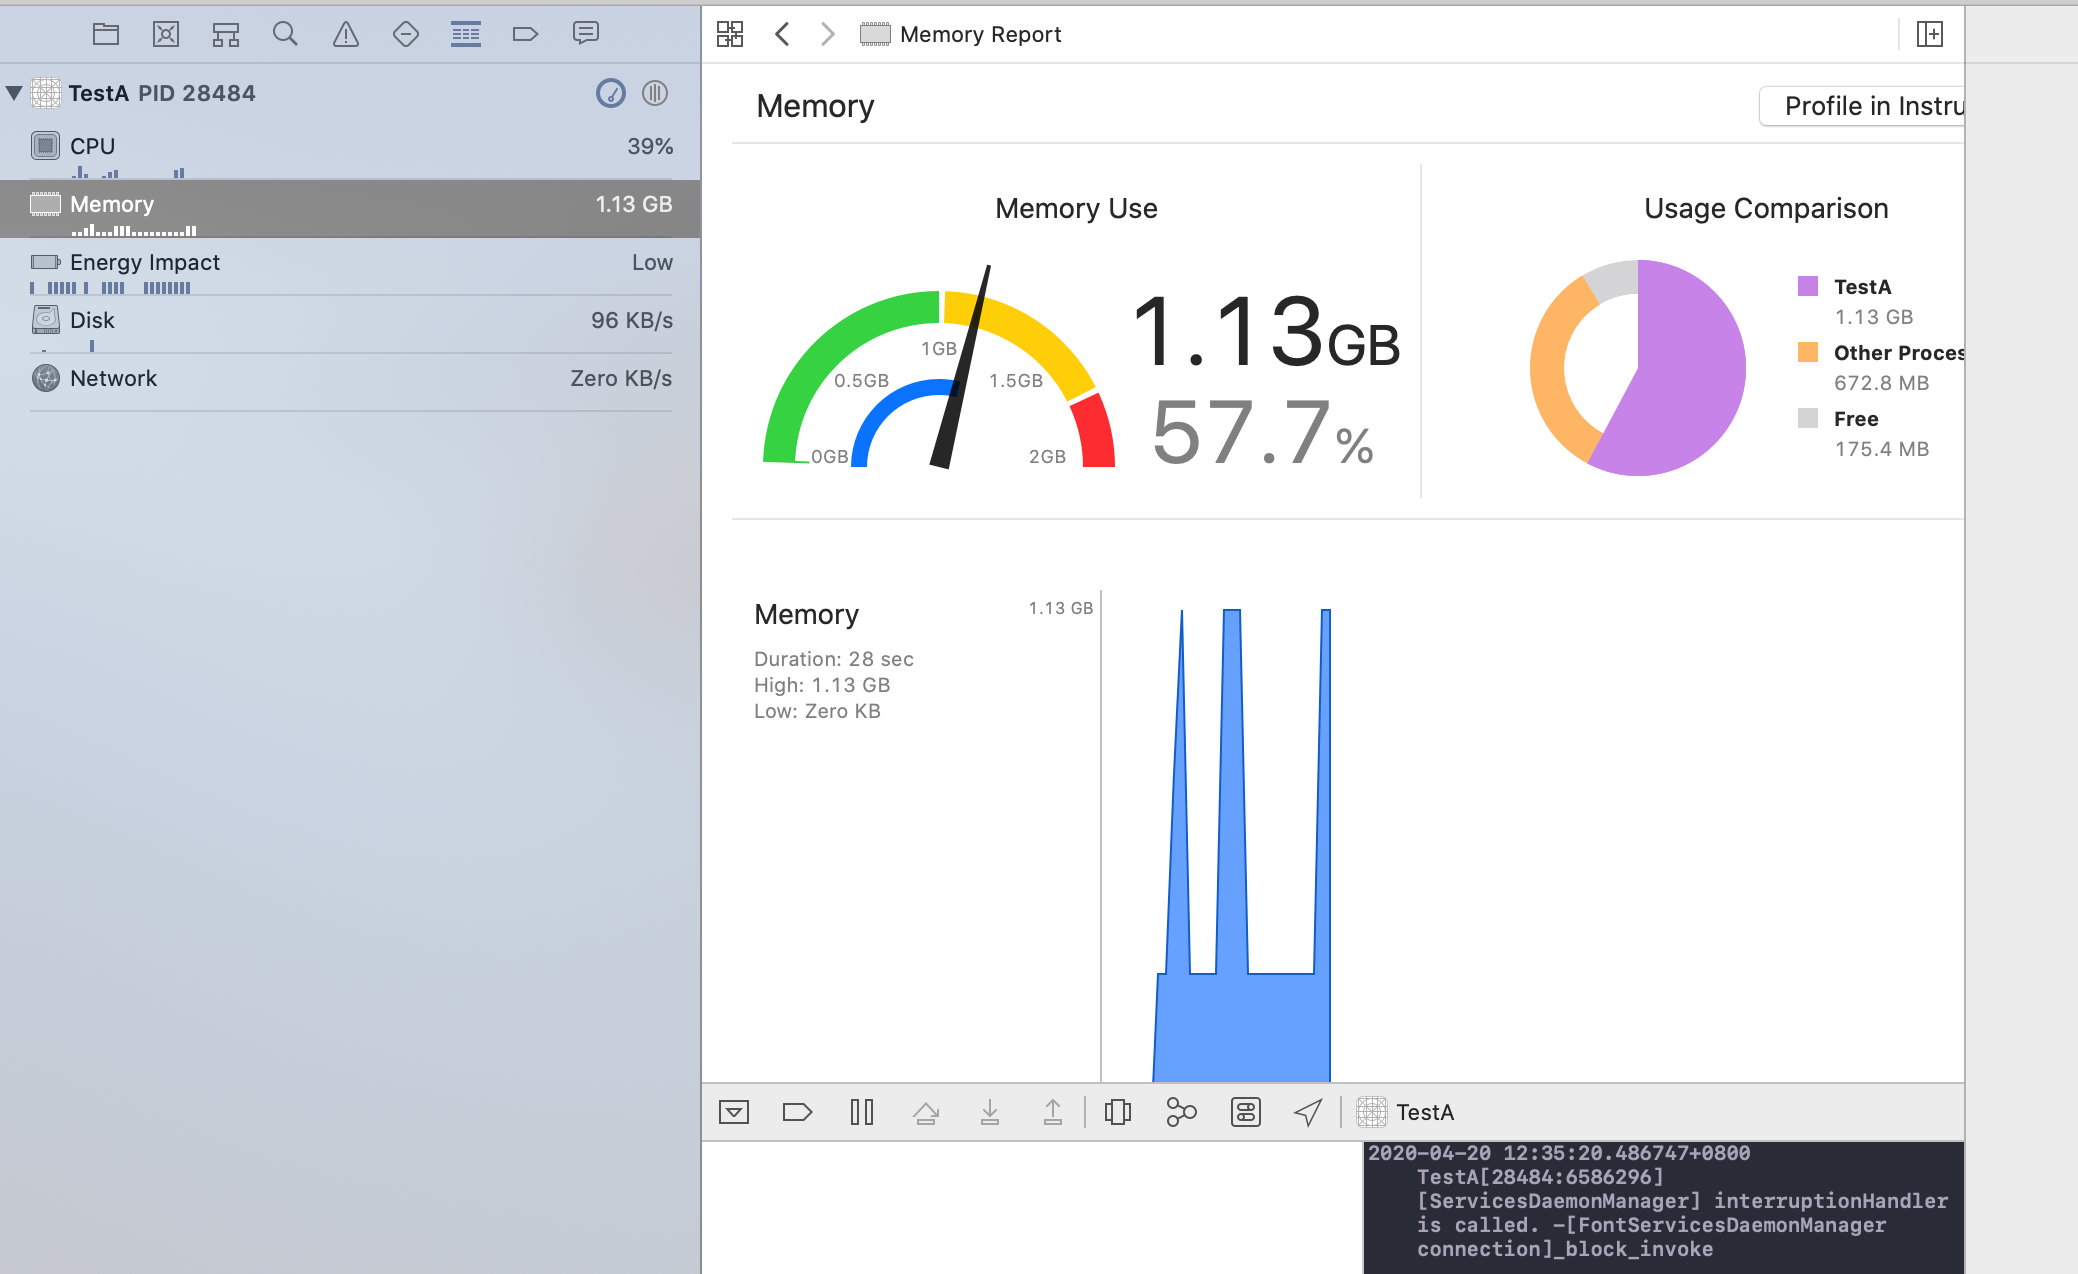 TestA PID 28484
CPU 39%
Memory 1.13 GB
Energy Impact Low
Disk 96 KB/s
Network Zero KB/s
Memory Report
Memory
Profile in Instru
Memory Use
1GB
0.5GB
1.5GB
0GB
2GB
1.13GB
57.7%
Usage Comparison
TestA
1.13 GB
Other Proces
672.8 MB
Free
175.4 MB
Memory
1.13 GB
Duration: 28 sec
High: 1.13 GB
Low: Zero KB
TestA
2020-04-20 12:35:20.486747+0800
TestA[28484:6586296]
[ServicesDaemonManager] interruptionHandler
is called. -[FontServicesDaemonManager
connection]_block_invoke